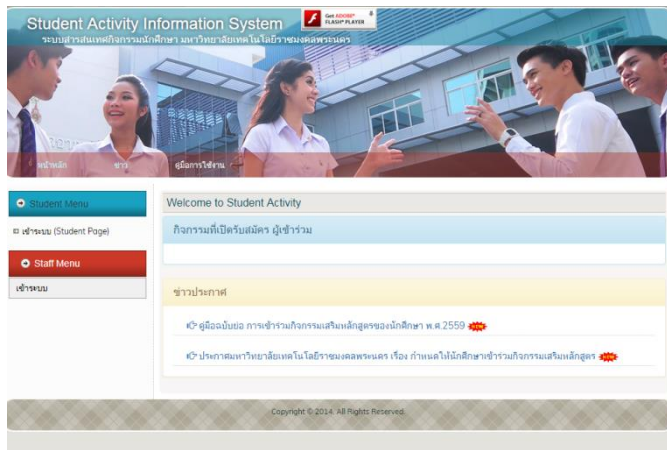 Student Activity Information System
Get ADOBE® FLASH® PLAYER
ระบบสารสนเทศกิจกรรมนักศึกษา มหาวิทยาลัยเทคโนโลยีราชมงคลพระนคร
หน้าหลัก ข่าว คู่มือการใช้งาน
Student Menu
Welcome to Student Activity
เข้าระบบ (Student Page)
กิจกรรมที่เปิดรับสมัคร ผู้เข้าร่วม
Staff Menu
เข้าระบบ
ข่าวประกาศ
คู่มือฉบับย่อ การเข้าร่วมกิจกรรมเสริมหลักสูตรของนักศึกษา พ.ศ.2559 NEW
ประกาศมหาวิทยาลัยเทคโนโลยีราชมงคลพระนคร เรื่อง กำหนดให้นักศึกษาเข้าร่วมกิจกรรมเสริมหลักสูตร NEW
Copyright © 2014. All Rights Reserved.